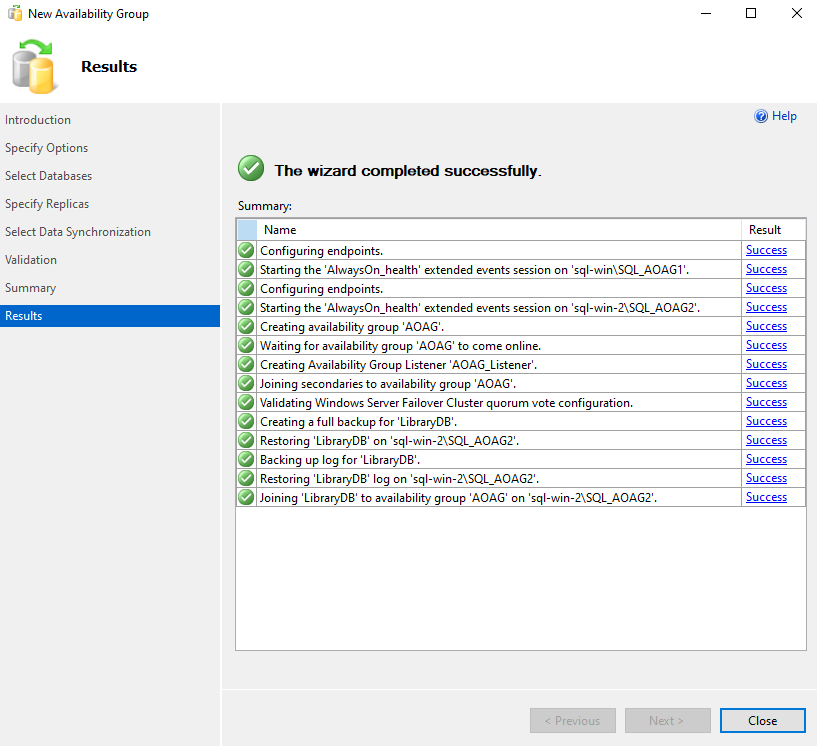 New Availability Group
Results
Introduction
Specify Options
Select Databases
Specify Replicas
Select Data Synchronization
Validation
Summary
Results
Help
The wizard completed successfully.
Summary:
Name Result
Configuring endpoints. Success
Starting the 'AlwaysOn_health' extended events session on 'sql-win\SQL_AOAG1'. Success
Configuring endpoints. Success
Starting the 'AlwaysOn_health' extended events session on 'sql-win-2\SQL_AOAG2'. Success
Creating availability group 'AOAG'. Success
Waiting for availability group 'AOAG' to come online. Success
Creating Availability Group Listener 'AOAG_Listener'. Success
Joining secondaries to availability group 'AOAG'. Success
Validating Windows Server Failover Cluster quorum vote configuration. Success
Creating a full backup for 'LibraryDB'. Success
Restoring 'LibraryDB' on 'sql-win-2\SQL_AOAG2'. Success
Backing up log for 'LibraryDB'. Success
Restoring 'LibraryDB' log on 'sql-win-2\SQL_AOAG2'. Success
Joining 'LibraryDB' to availability group 'AOAG' on 'sql-win-2\SQL_AOAG2'. Success
< Previous Next > Close